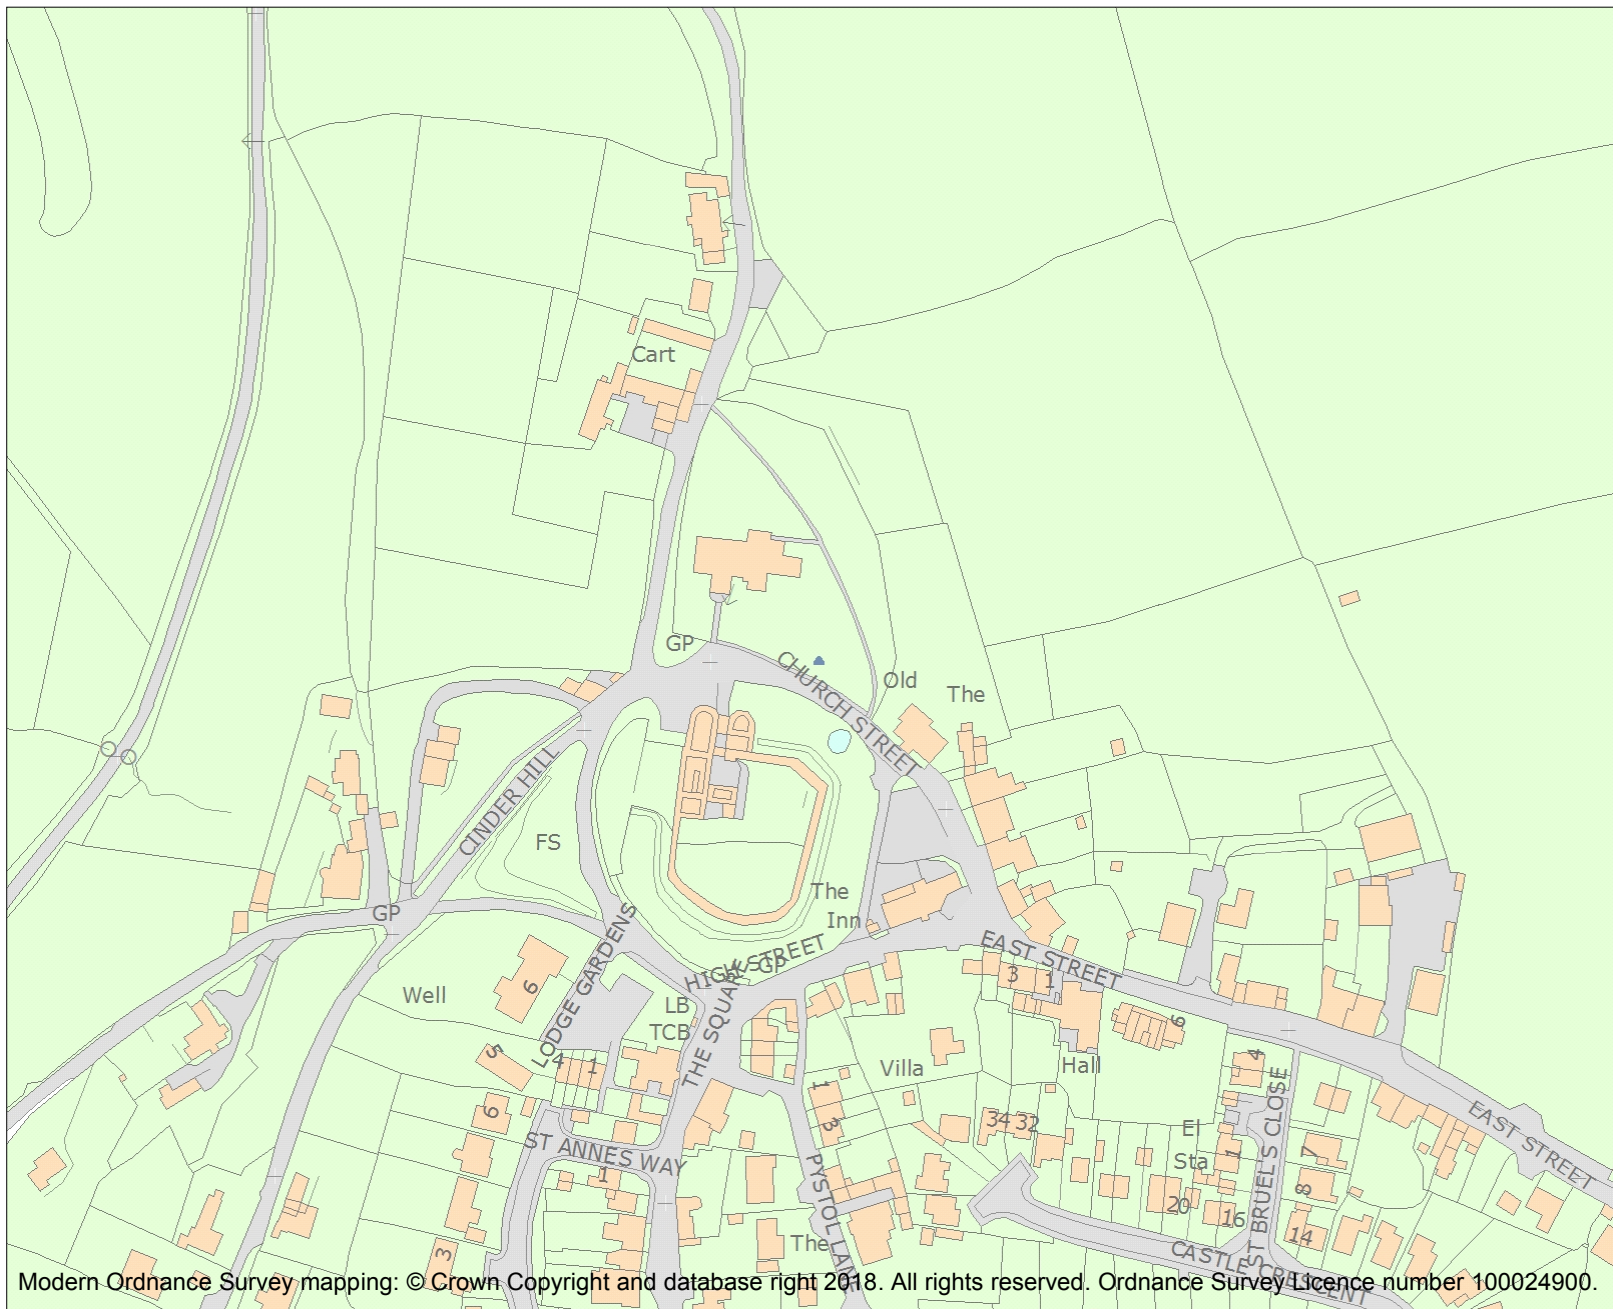 Cart
GP
CHURCH STREET
Old
The
CINDER HILL
FS
The
Inn
GP
LODGE GARDENS
HIGH STREET
GP
EAST STREET
3
1
6
Well
LB
TCB
THE SQUARE
6
5
4
1
Villa
Hall
4
6
1
3
34
32
El
Sta
1
7
8
ST BRUELS CLOSE
EAST STREET
ST ANNES WAY
1
PYSTOL LANE
20
16
14
The
3
CASTLE CRESCENT
Modern Ordnance Survey mapping: © Crown Copyright and database right 2018. All rights reserved. Ordnance Survey Licence number 100024900.